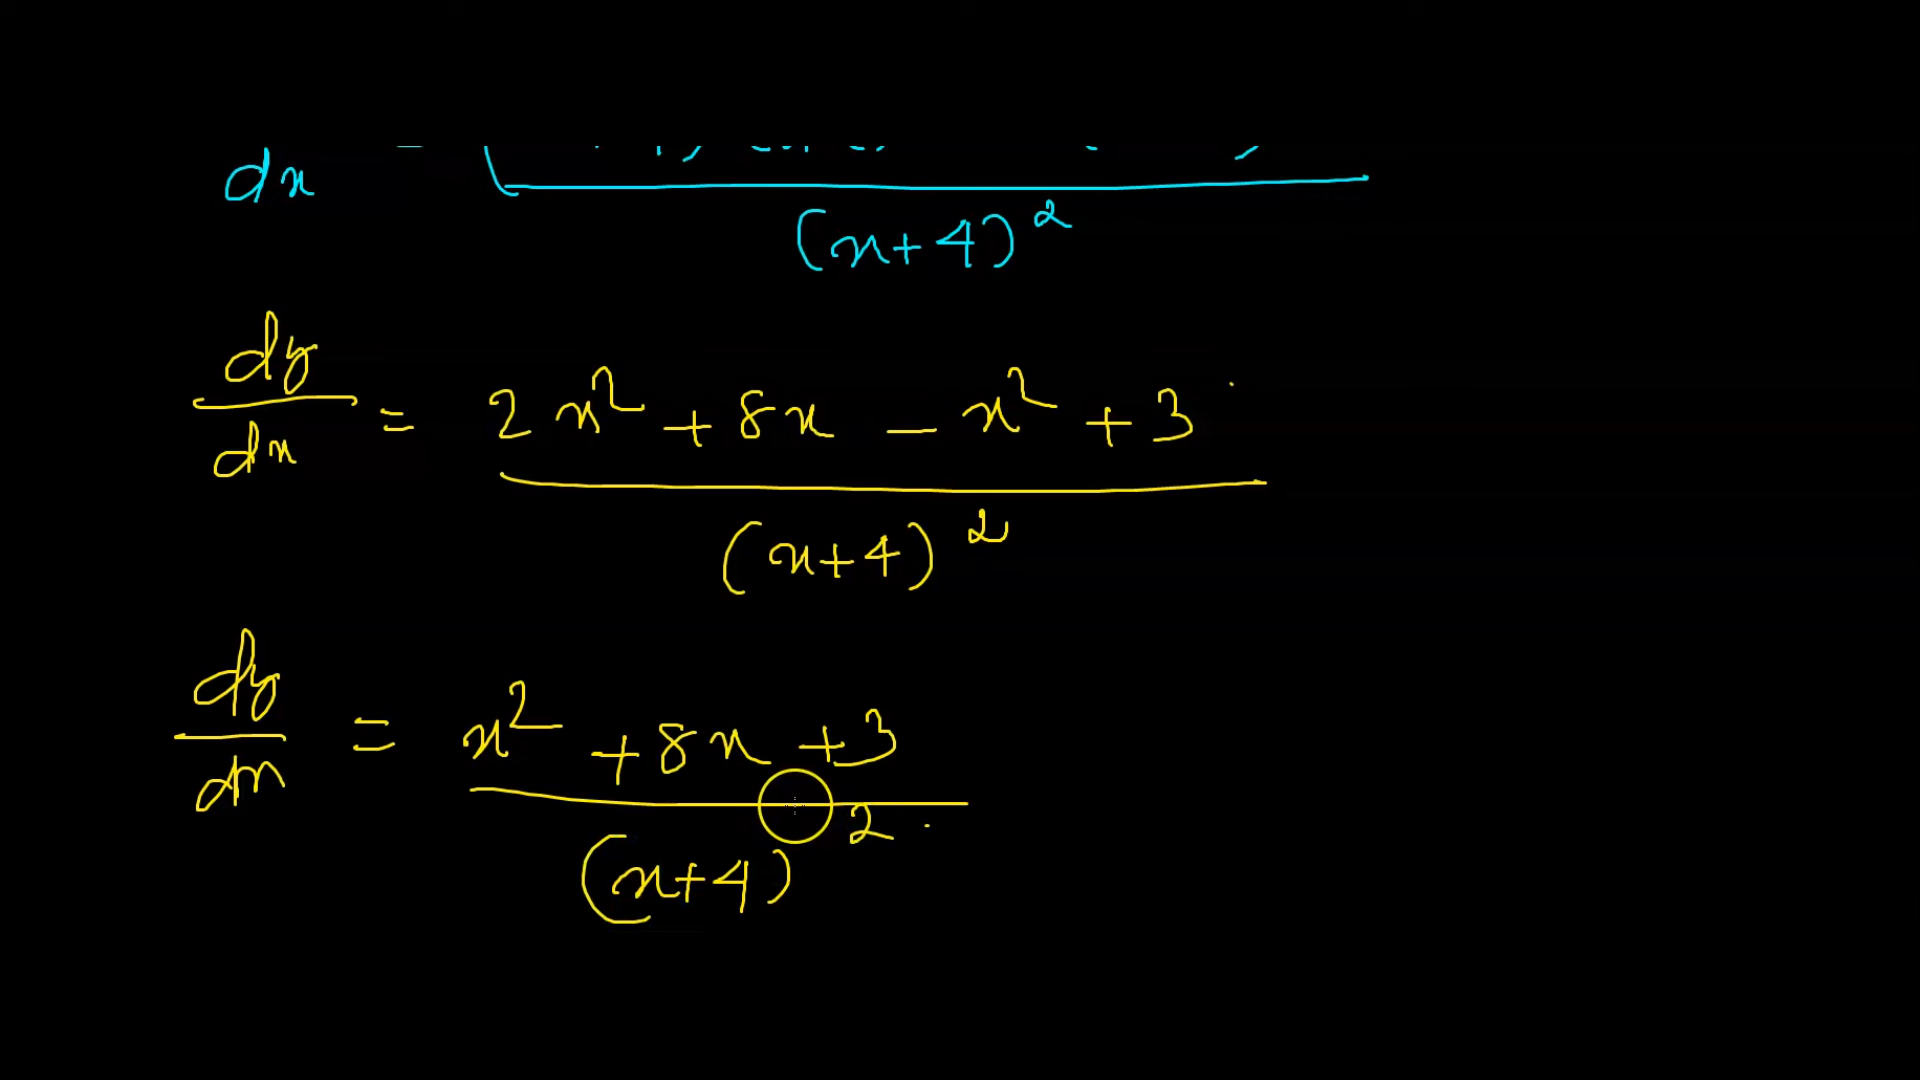 dx
(x+4)²
dy/dx = 2x² + 8x - x² + 3
(x+4)²
dy/dx = x² + 8x + 3
(x+4)²